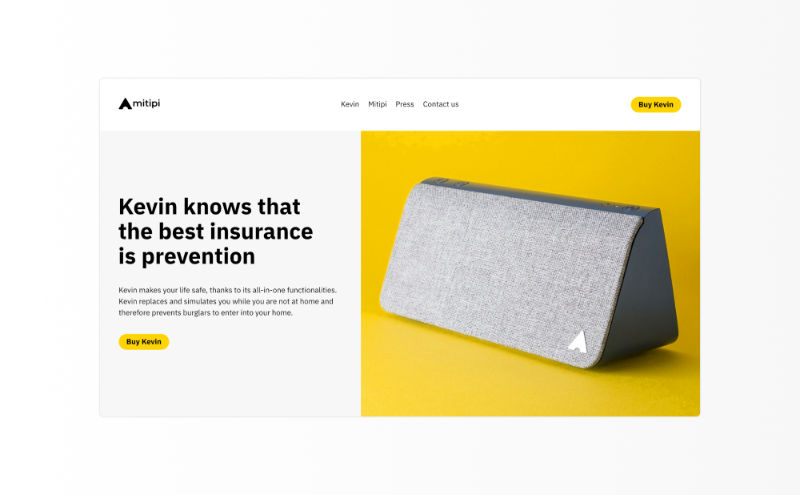 mitipi
Kevin Mitipi Press Contact us
Buy Kevin
Kevin knows that
the best insurance
is prevention
Kevin makes your life safe, thanks to its all-in-one functionalities.
Kevin replaces and simulates you while you are not at home and
therefore prevents burglars to enter into your home.
Buy Kevin